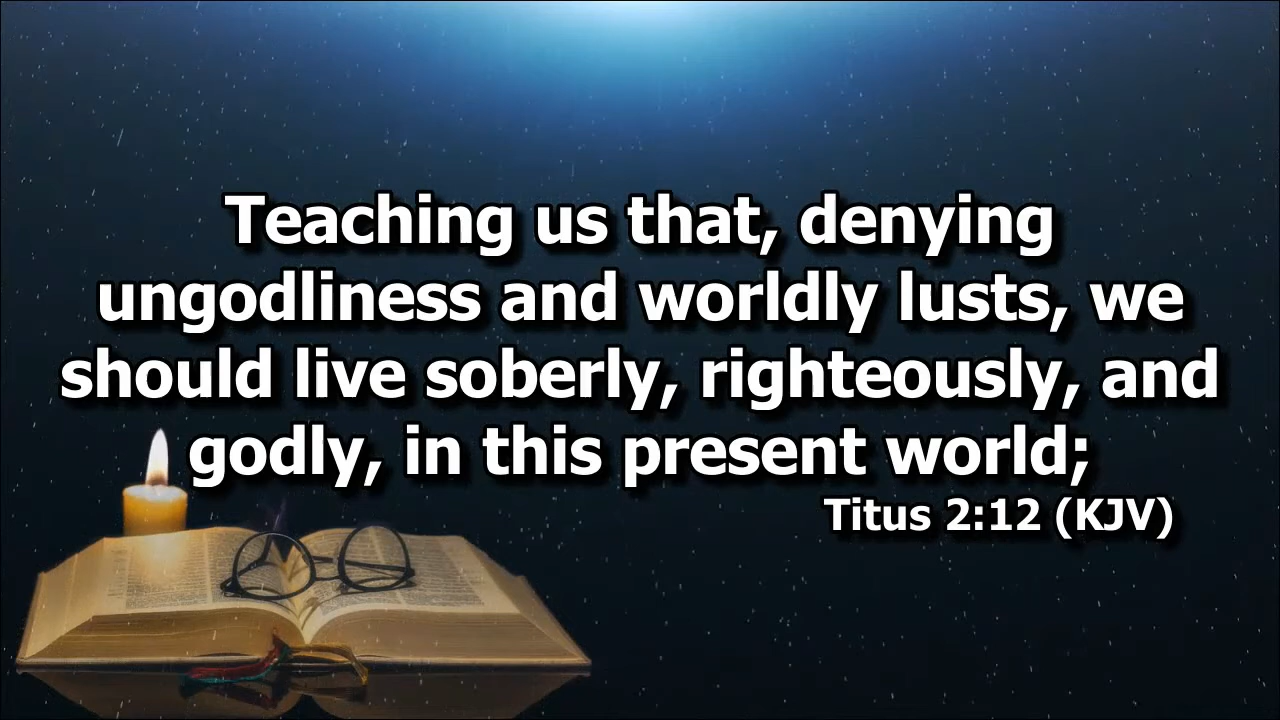 Teaching us that, denying
ungodliness and worldly lusts, we
should live soberly, righteously, and
godly, in this present world;
Titus 2:12 (KJV)